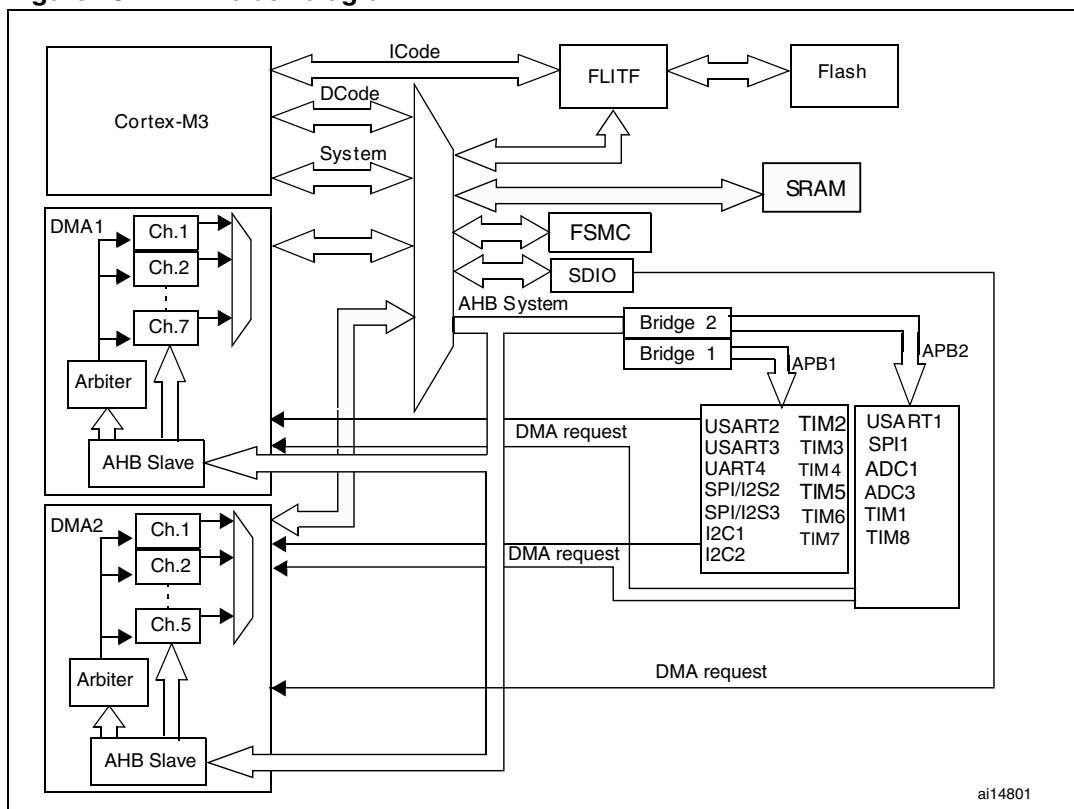 ICode
FLITF
Flash
Cortex-M3
DCode
System
SRAM
DMA1
Ch.1
Ch.2
Ch.7
FSMC
SDIO
AHB System
Bridge 2
Bridge 1
APB1
APB2
Arbiter
AHB Slave
DMA request
USART2 TIM2
USART3 TIM3
UART4 TIM4
SPI/I2S2 TIM5
SPI/I2S3 TIM6
I2C1 TIM7
I2C2
USART1
SPI1
ADC1
ADC3
TIM1
TIM8
DMA2
Ch.1
Ch.2
Ch.5
DMA request
Arbiter
DMA request
AHB Slave
ai14801